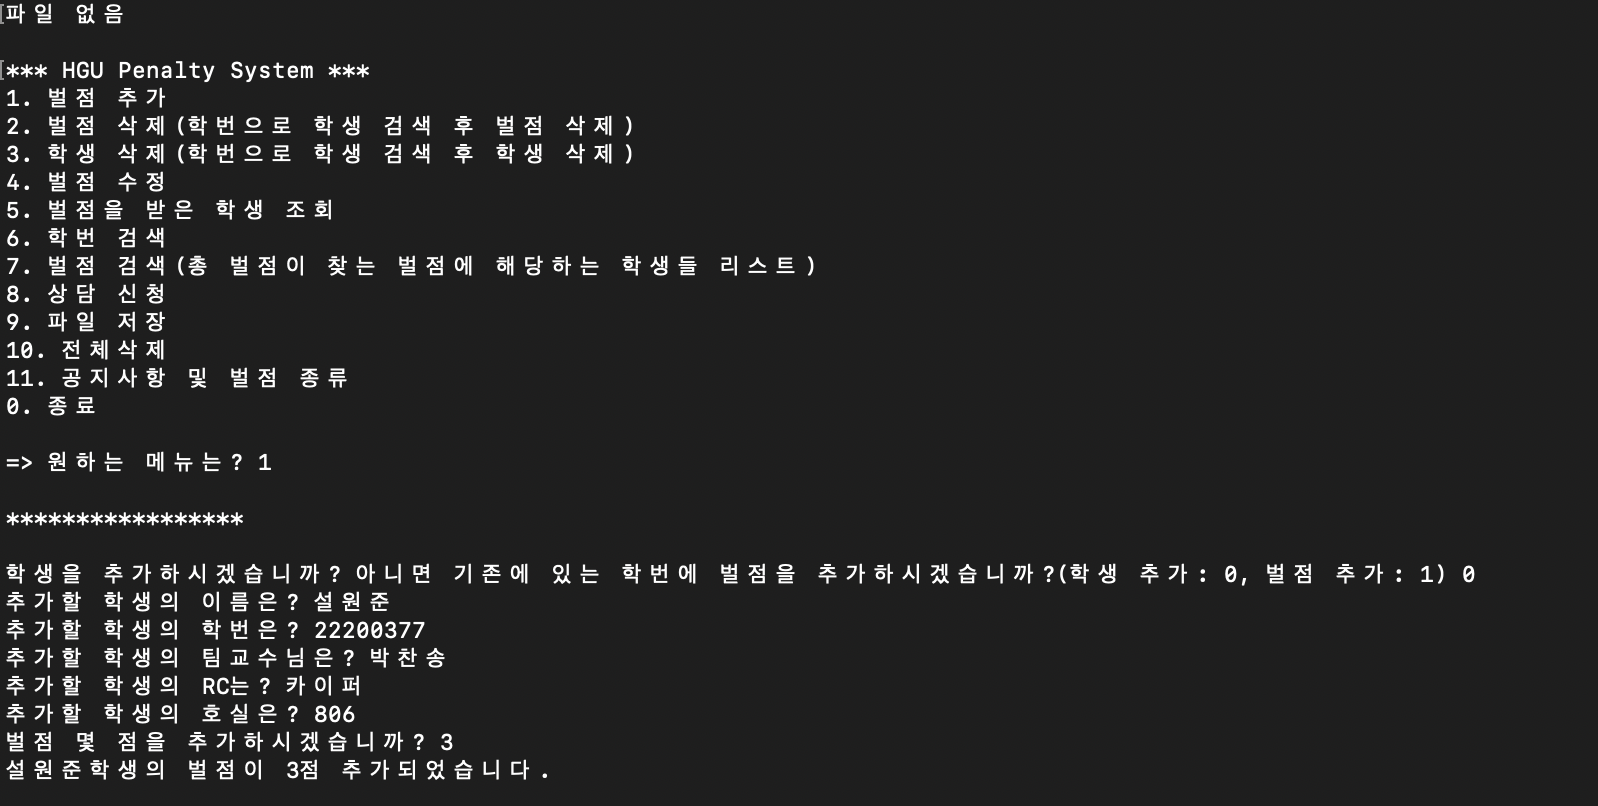 파일 없음
*** HGU Penalty System ***
1. 벌점 추가
2. 벌점 삭제(학번으로 학생 검색 후 벌점 삭제)
3. 학생 삭제(학번으로 학생 검색 후 학생 삭제)
4. 벌점 수정
5. 벌점을 받은 학생 조회
6. 학번 검색
7. 벌점 검색(총 벌점이 찾는 벌점에 해당하는 학생들 리스트)
8. 상담 신청
9. 파일 저장
10. 전체삭제
11. 공지사항 및 벌점 종류
0. 종료
=> 원하는 메뉴는? 1
*****************
학생을 추가하시겠습니까? 아니면 기존에 있는 학번에 벌점을 추가하시겠습니까?(학생 추가: 0, 벌점 추가: 1) 0
추가할 학생의 이름은? 설원준
추가할 학생의 학번은? 22200377
추가할 학생의 팀교수님은? 박찬송
추가할 학생의 RC는? 카이퍼
추가할 학생의 호실은? 806
벌점 몇 점을 추가하시겠습니까? 3
설원준학생의 벌점이 3점 추가되었습니다.